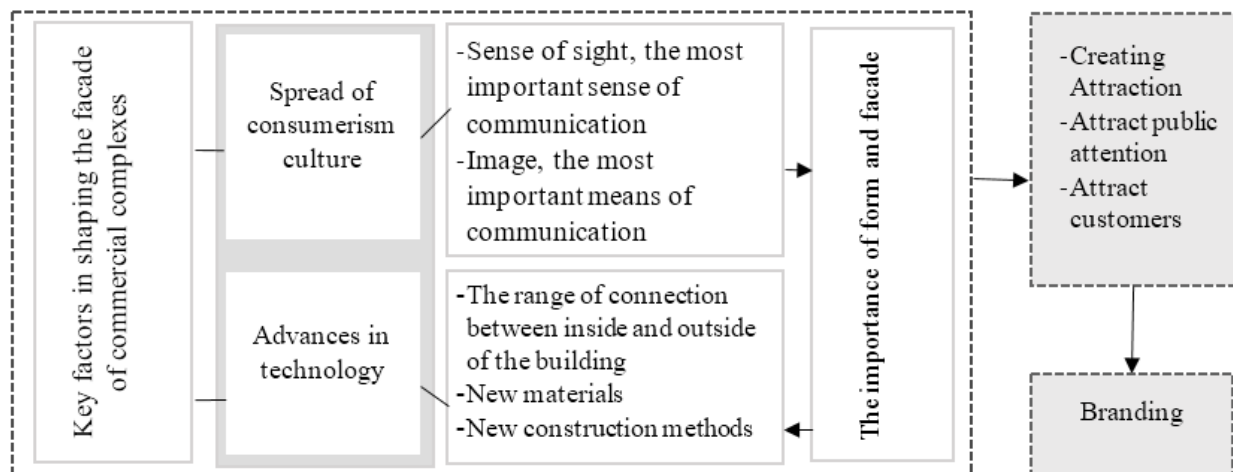 Key factors in shaping the facade
of commercial complexes
Spread of
consumerism
culture
-Sense of sight, the most
important sense of
communication
-Image, the most
important means of
communication
Advances in
technology
-The range of connection
between inside and outside
of the building
-New materials
-New construction methods
The importance of form and facade
-Creating
Attraction
-Attract public
attention
-Attract
customers
Branding